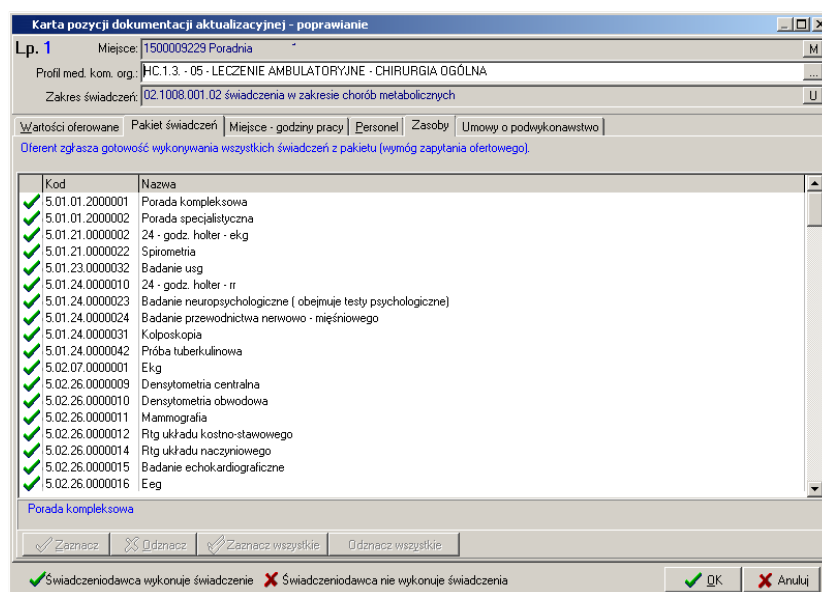 Karta pozycji dokumentacji aktualizacyjnej - poprawianie
Lp. 1 Miejsce: 1500009229 Poradnia M
Profil med. kom. org.: HC.1.3. - 05 - LECZENIE AMBULATORYJNE - CHIRURGIA OGÓLNA ...
Zakres świadczeń: 02.1008.001.02 świadczenia w zakresie chorób metabolicznych U
Wartości oferowane Pakiet świadczeń Miejsce - godziny pracy Personel Zasoby Umowy o podwykonawstwo
Oferent zgłasza gotowość wykonywania wszystkich świadczeń z pakietu (wymóg zapytania ofertowego).
Kod Nazwa
5.01.01.2000001 Porada kompleksowa
5.01.01.2000002 Porada specjalistyczna
5.01.21.0000002 24 - godz. holter - ekg
5.01.21.0000022 Spirometria
5.01.23.0000032 Badanie usg
5.01.24.0000010 24 - godz. holter - rr
5.01.24.0000023 Badanie neuropsychologiczne ( obejmuje testy psychologiczne)
5.01.24.0000024 Badanie przewodnictwa nerwowo - mięśniowego
5.01.24.0000031 Kolposkopia
5.01.24.0000042 Próba tuberkulinowa
5.02.07.0000001 Ekg
5.02.26.0000009 Densytometria centralna
5.02.26.0000010 Densytometria obwodowa
5.02.26.0000011 Mammografia
5.02.26.0000012 Rtg układu kostno-stawowego
5.02.26.0000014 Rtg układu naczyniowego
5.02.26.0000015 Badanie echokardiograficzne
5.02.26.0000016 Eeg
Porada kompleksowa
Zaznacz Odznacz Zaznacz wszystkie Odznacz wszystkie
Świadczeniodawca wykonuje świadczenie Świadczeniodawca nie wykonuje świadczenia OK Anuluj